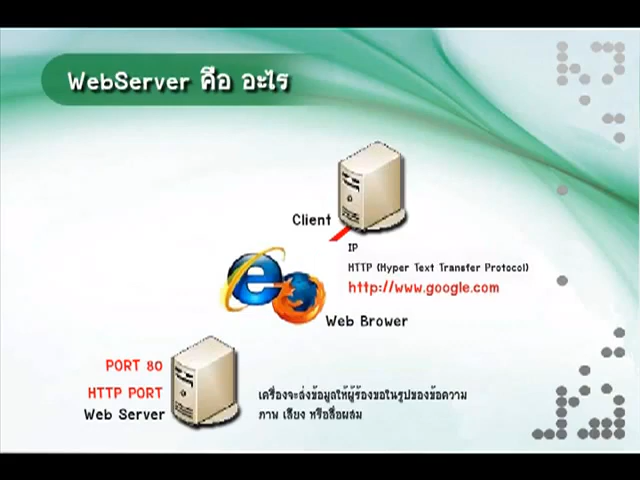 WebServer คือ อะไร
Client
IP
HTTP (Hyper Text Transfer Protocol)
http://www.google.com
Web Brower
PORT 80
HTTP PORT
Web Server
เครื่องจะส่งข้อมูลให้ผู้ร้องขอในรูปของข้อความ
ภาพ เสียง หรือสื่อผสม